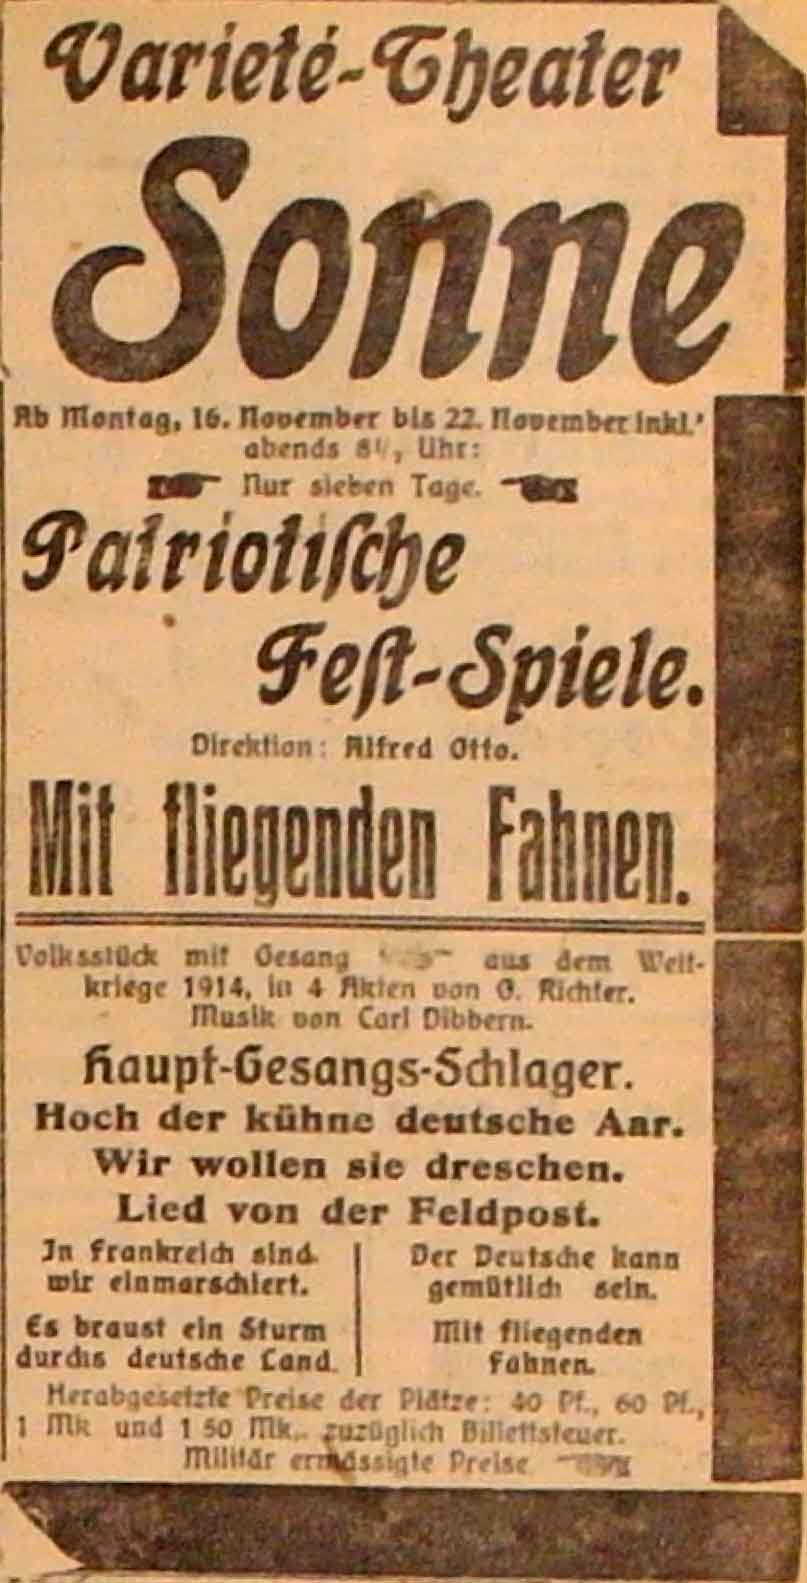 Varieté-Theater
Sonne
Ab Montag, 16. November bis 22. November inkl.
abends 8¼, Uhr:
Nur sieben Tage.
Patriotiſche
Feſt-Spiele.
Direktion: Alfred Otto.
Mit fliegenden Fahnen.
Volksstück mit Gesang aus dem Welt-
kriege 1914, in 4 Akten von G. Richter.
Musik von Carl Dibbern.
Haupt-Gesangs-Schlager.
Hoch der kühne deutsche Aar.
Wir wollen sie dreschen.
Lied von der Feldpost.
In Frankreich sind
wir einmarschiert.
Es braust ein Sturm
durchs deutsche Land.
Der Deutsche kann
gemütlich sein.
Mit fliegenden
Fahnen.
Herabgesetzte Preise der Plätze: 40 Pf., 60 Pf.,
1 Mk und 1 50 Mk., zuzüglich Billettsteuer.
Militär ermässigte Preise